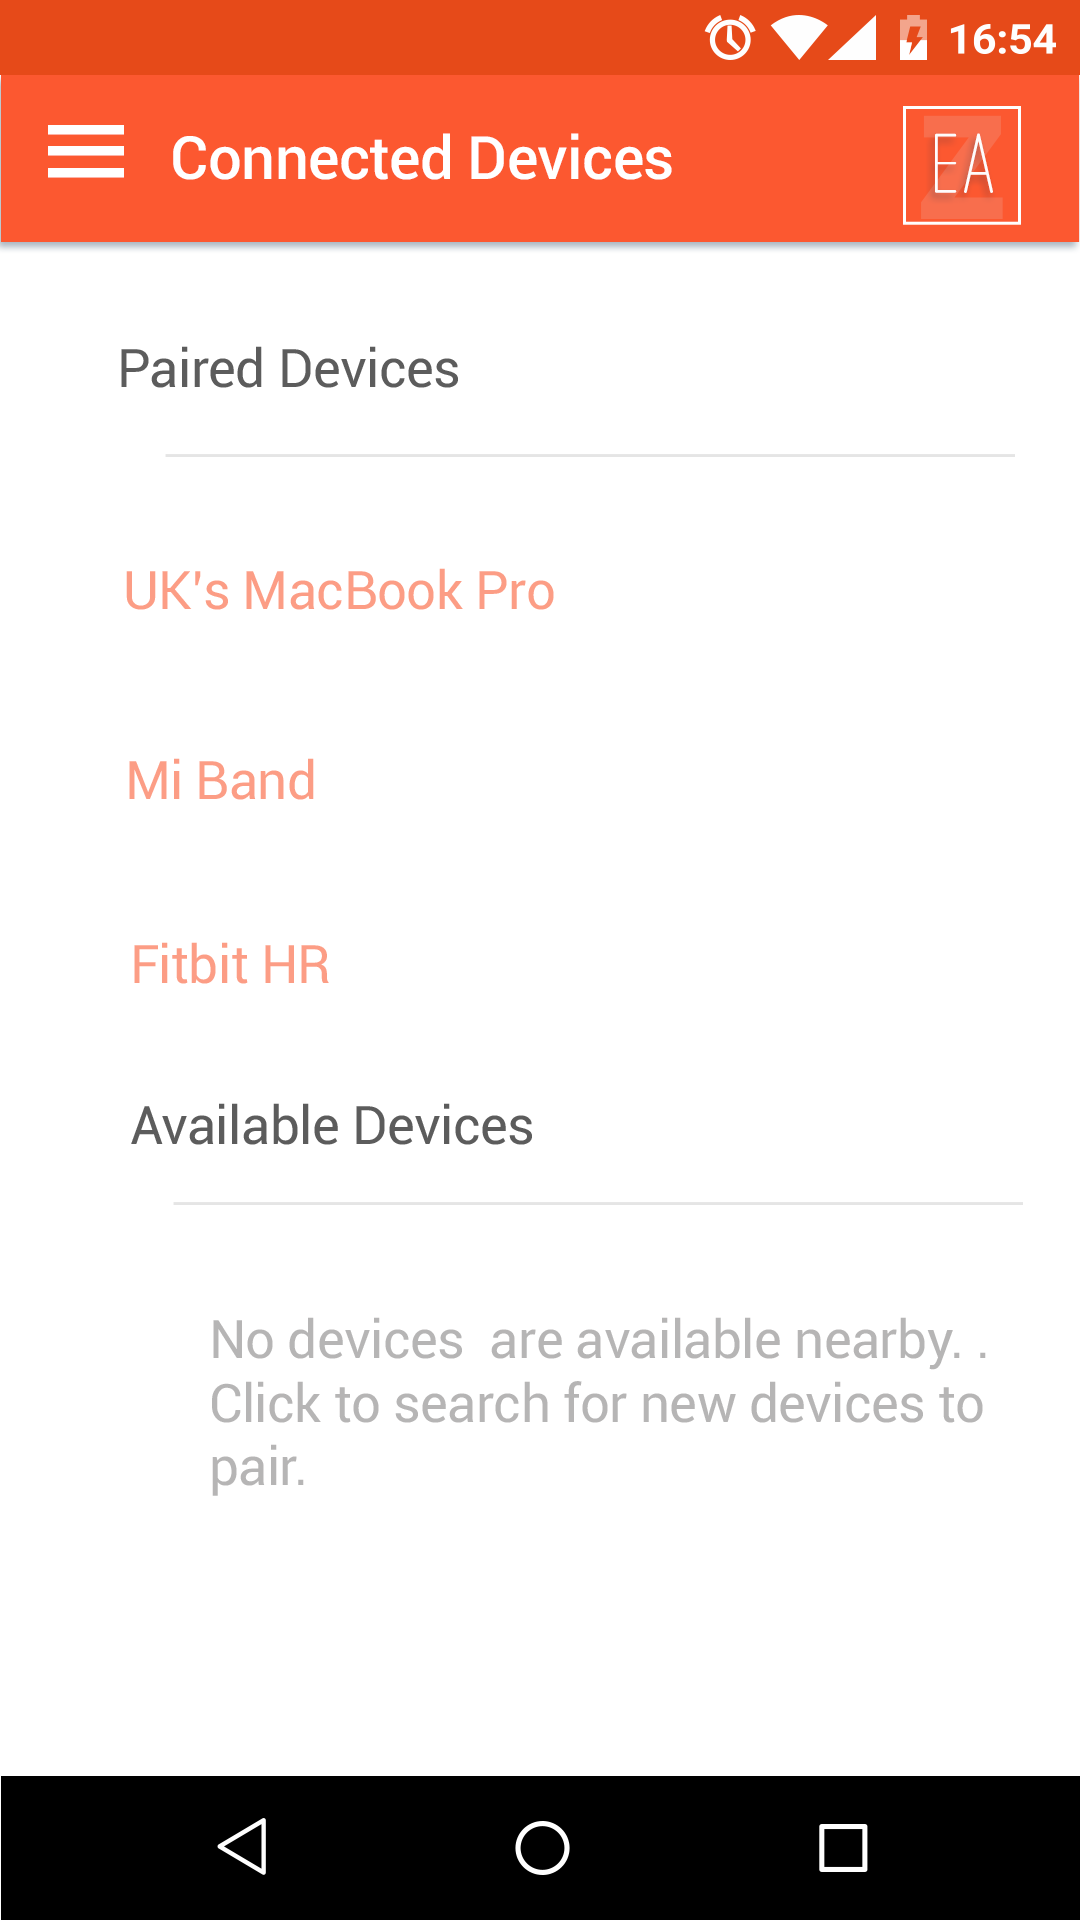 16:54
Connected Devices
EA
Paired Devices
UK's MacBook Pro
Mi Band
Fitbit HR
Available Devices
No devices  are available nearby. .
Click to search for new devices to
pair.